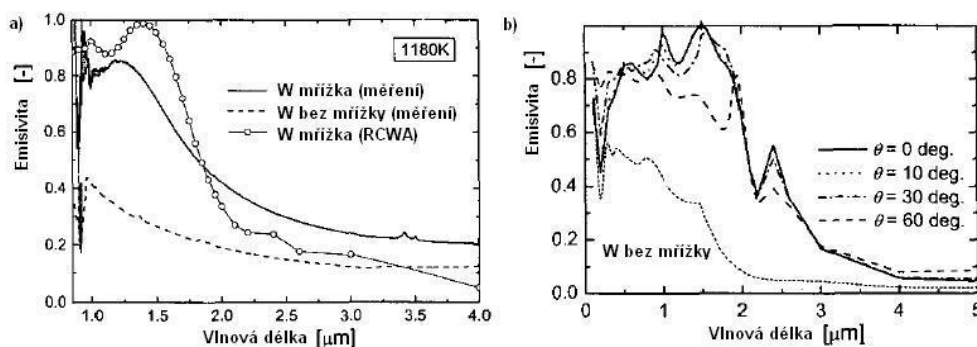 a)
Emisivita [-]
1.0
0.8
0.6
0.4
0.2
0.0
1180K
W mřížka (měření)
W bez mřížky (měření)
W mřížka (RCWA)
1.0 1.5 2.0 2.5 3.0 3.5 4.0
Vlnová délka [μm]
b)
Emisivita [-]
0.8
0.6
0.4
0.2
0.0
θ = 0 deg.
θ = 10 deg.
θ = 30 deg.
θ = 60 deg.
W bez mřížky
0 1 2 3 4 5
Vlnová délka [μm]